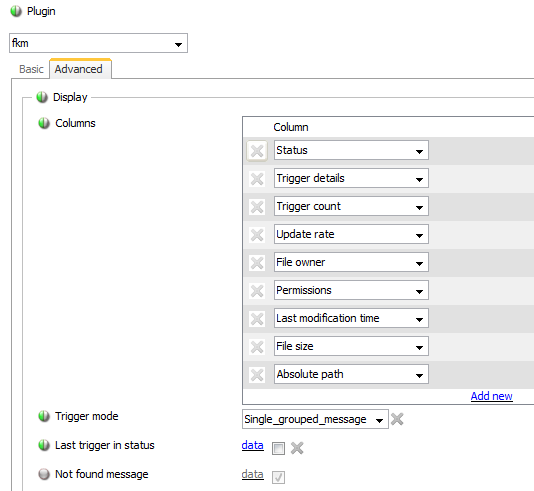 Plugin
fkm
Basic Advanced
Display
Columns
Column
Status
Trigger details
Trigger count
Update rate
File owner
Permissions
Last modification time
File size
Absolute path
Add new
Trigger mode Single_grouped_message
Last trigger in status data
Not found message data